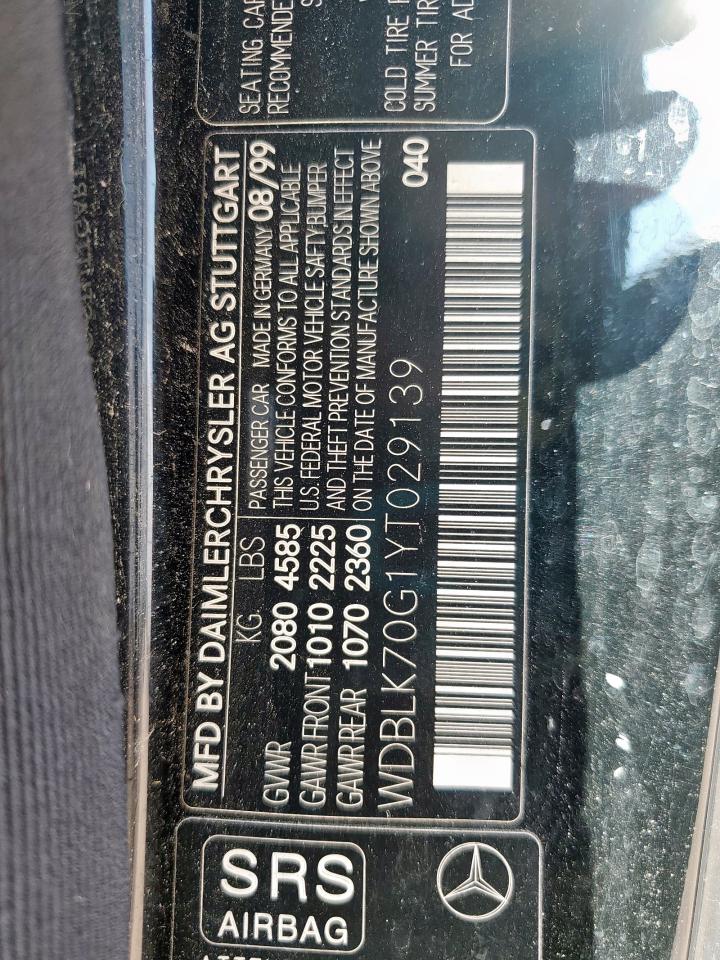 SEATING CAP
RECOMMENDE
COLD TIRE P
SUMMER TIR
FOR AD
MFD BY DAIMLERCHRYSLER AG STUTTGART
KG LBS PASSENGER CAR MADE IN GERMANY 08/99
GVWR 2080 4585 THIS VEHICLE CONFORMS TO ALL APPLICABLE
GAWR FRONT 1010 2225 U.S. FEDERAL MOTOR VEHICLE SAFETY, BUMPER
GAWR REAR 1070 2360 AND THEFT PREVENTION STANDARDS IN EFFECT
ON THE DATE OF MANUFACTURE SHOWN ABOVE
WDBLK70G1YT029139 040
SRS
AIRBAG